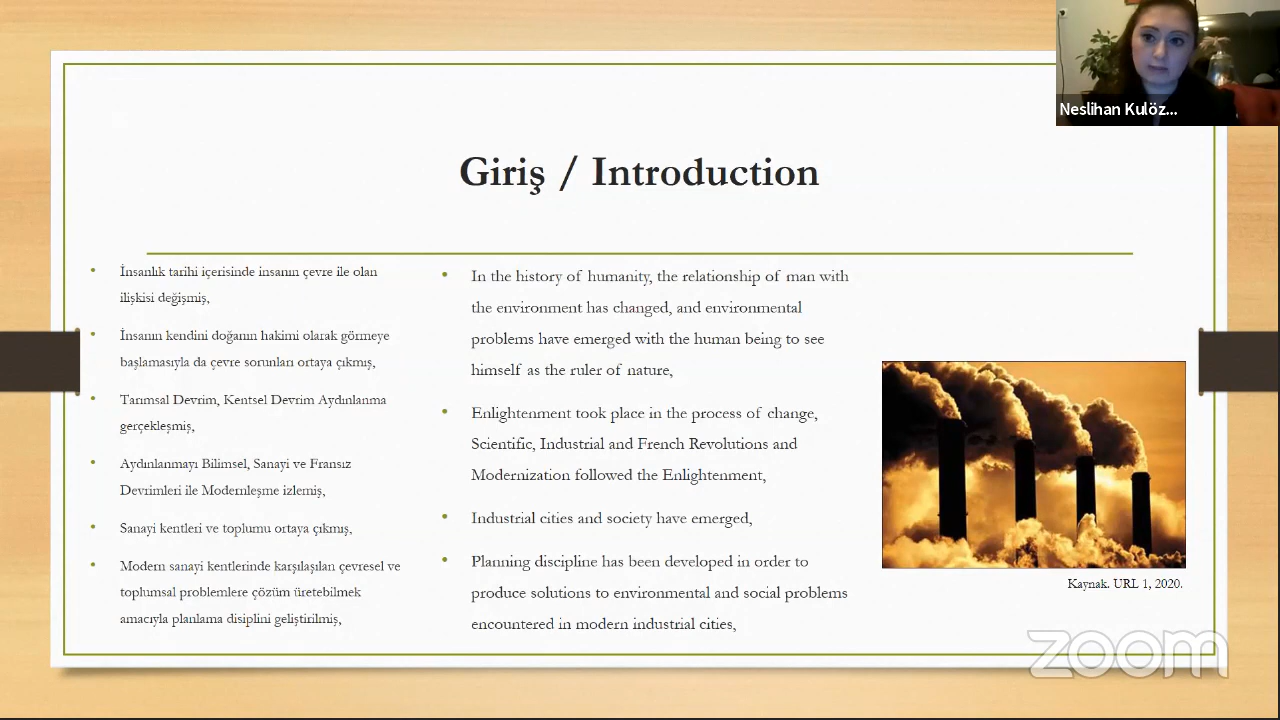 Neslihan Kulöz...
Giriş / Introduction
İnsanlık tarihi içerisinde insanın çevre ile olan
ilişkisi değişmiş,
İnsanın kendini doğanın hakimi olarak görmeye
başlamasıyla da çevre sorunları ortaya çıkmış,
Tarımsal Devrim, Kentsel Devrim Aydınlanma
gerçekleşmiş,
Aydınlanmayı Bilimsel, Sanayi ve Fransız
Devrimleri ile Modernleşme izlemiş,
Sanayi kentleri ve toplumu ortaya çıkmış,
Modern sanayi kentlerinde karşılaşılan çevresel ve
toplumsal problemlere çözüm üretebilmek
amacıyla planlama disiplini geliştirilmiş,
In the history of humanity, the relationship of man with
the environment has changed, and environmental
problems have emerged with the human being to see
himself as the ruler of nature,
Enlightenment took place in the process of change,
Scientific, Industrial and French Revolutions and
Modernization followed the Enlightenment,
Industrial cities and society have emerged,
Planning discipline has been developed in order to
produce solutions to environmental and social problems
encountered in modern industrial cities,
Kaynak. URL 1, 2020.
zoom